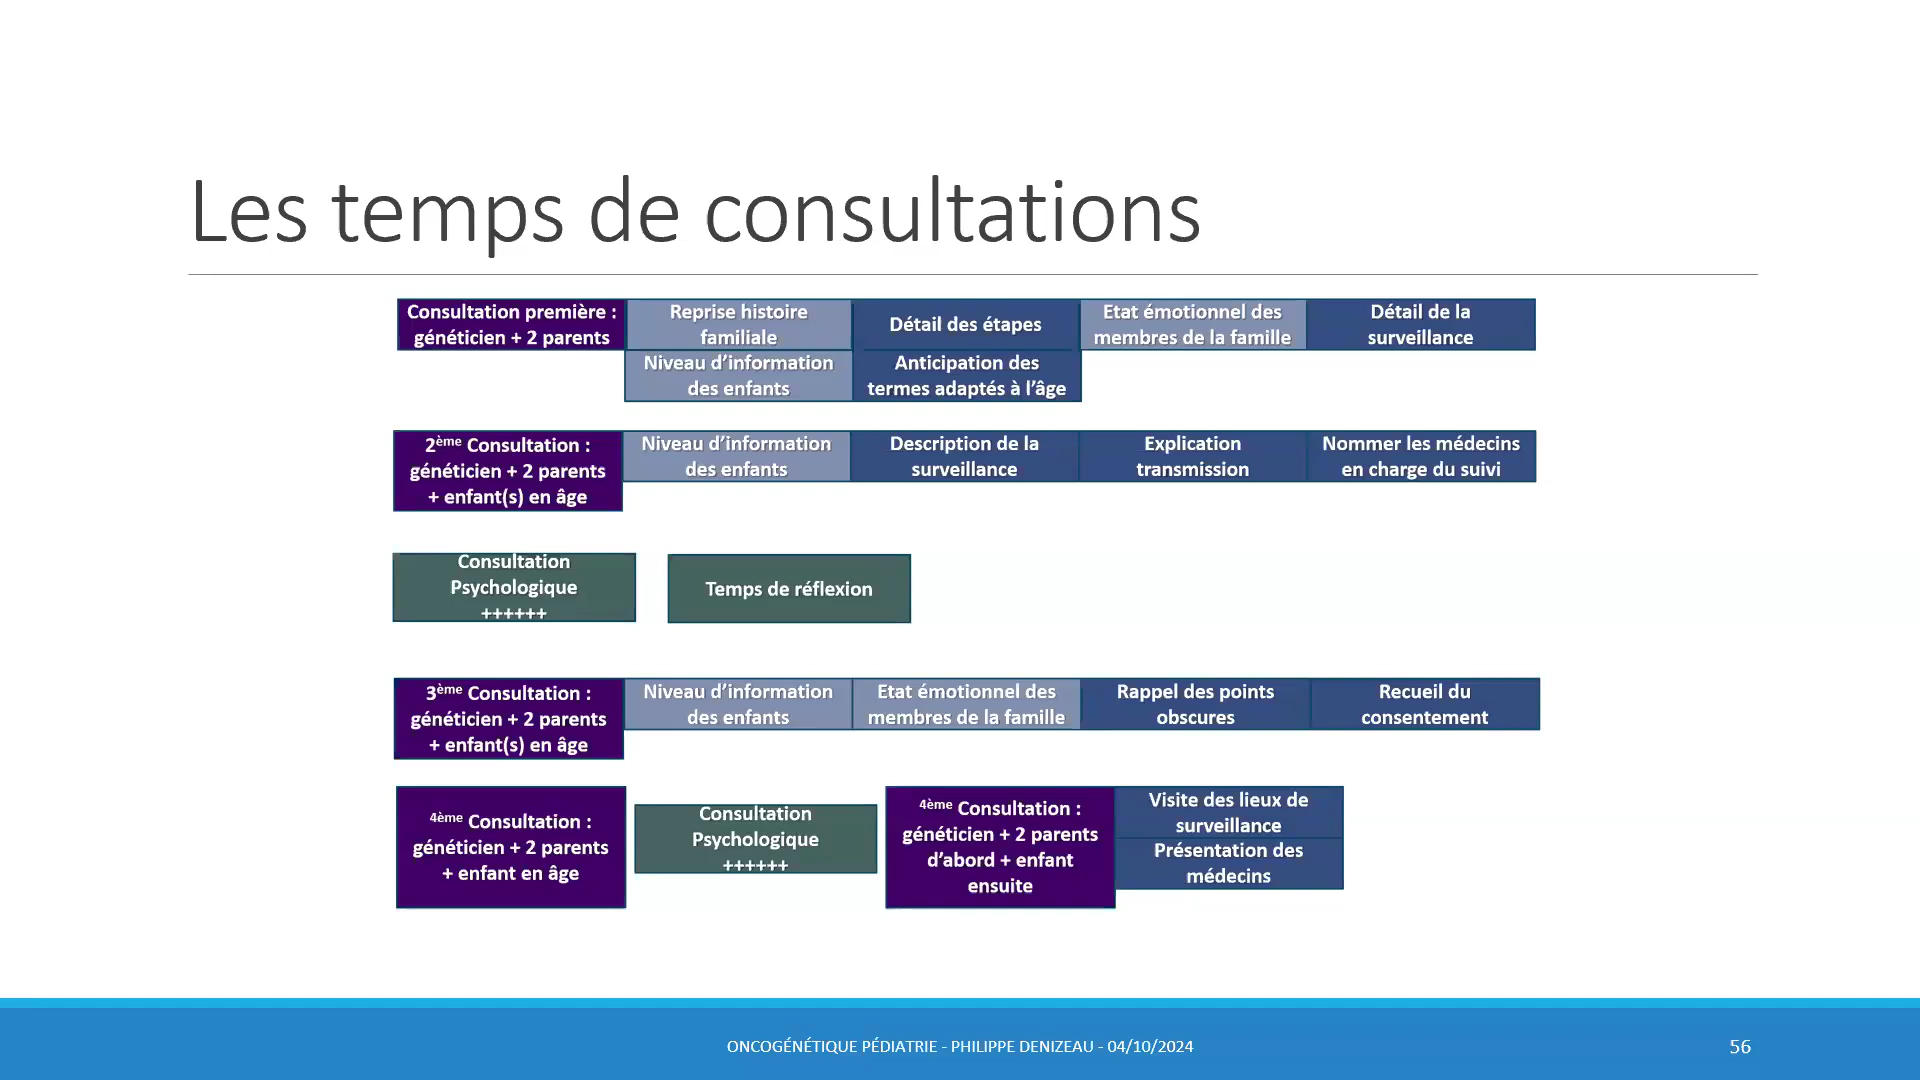 Les temps de consultations
Consultation première :
généticien + 2 parents
Reprise histoire
familiale
Détail des étapes
Etat émotionnel des
membres de la famille
Détail de la
surveillance
Niveau d’information
des enfants
Anticipation des
termes adaptés à l’âge
2ème Consultation :
généticien + 2 parents
+ enfant(s) en âge
Niveau d’information
des enfants
Description de la
surveillance
Explication
transmission
Nommer les médecins
en charge du suivi
Consultation
Psychologique
++++++
Temps de réflexion
3ème Consultation :
généticien + 2 parents
+ enfant(s) en âge
Niveau d’information
des enfants
Etat émotionnel des
membres de la famille
Rappel des points
obscures
Recueil du
consentement
4ème Consultation :
généticien + 2 parents
+ enfant en âge
Consultation
Psychologique
++++++
4ème Consultation :
généticien + 2 parents
d’abord + enfant
ensuite
Visite des lieux de
surveillance
Présentation des
médecins
ONCOGÉNÉTIQUE PÉDIATRIE - PHILIPPE DENIZEAU - 04/10/2024
56